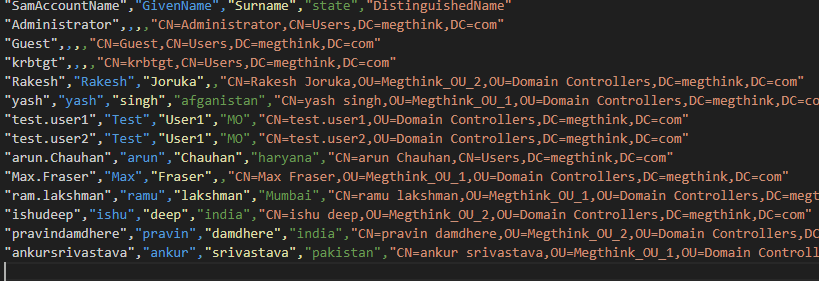 "SamAccountName","GivenName","Surname","state","DistinguishedName"
"Administrator",,,,"CN=Administrator,CN=Users,DC=megthink,DC=com"
"Guest",,,,"CN=Guest,CN=Users,DC=megthink,DC=com"
"krbtgt",,,,"CN=krbtgt,CN=Users,DC=megthink,DC=com"
"Rakesh","Rakesh","Joruka",,"CN=Rakesh Joruka,OU=Megthink_OU_2,OU=Domain Controllers,DC=megthink,DC=com"
"yash","yash","singh","afganistan","CN=yash singh,OU=Megthink_OU_1,OU=Domain Controllers,DC=megthink,DC=co
"test.user1","Test","User1","MO","CN=test.user1,OU=Domain Controllers,DC=megthink,DC=com"
"test.user2","Test","User1","MO","CN=test.user2,OU=Domain Controllers,DC=megthink,DC=com"
"arun.Chauhan","arun","Chauhan","haryana","CN=arun Chauhan,CN=Users,DC=megthink,DC=com"
"Max.Fraser","Max","Fraser",,"CN=Max Fraser,OU=Megthink_OU_1,OU=Domain Controllers,DC=megthink,DC=com"
"ram.lakshman","ramu","lakshman","Mumbai","CN=ramu lakshman,OU=Megthink_OU_1,OU=Domain Controllers,DC=megt
"ishudeep","ishu","deep","india","CN=ishu deep,OU=Megthink_OU_2,OU=Domain Controllers,DC=megthink,DC=com"
"pravindamdhere","pravin","damdhere","india","CN=pravin damdhere,OU=Megthink_OU_2,OU=Domain Controllers,DC
"ankursrivastava","ankur","srivastava","pakistan","CN=ankur srivastava,OU=Megthink_OU_1,OU=Domain Controll